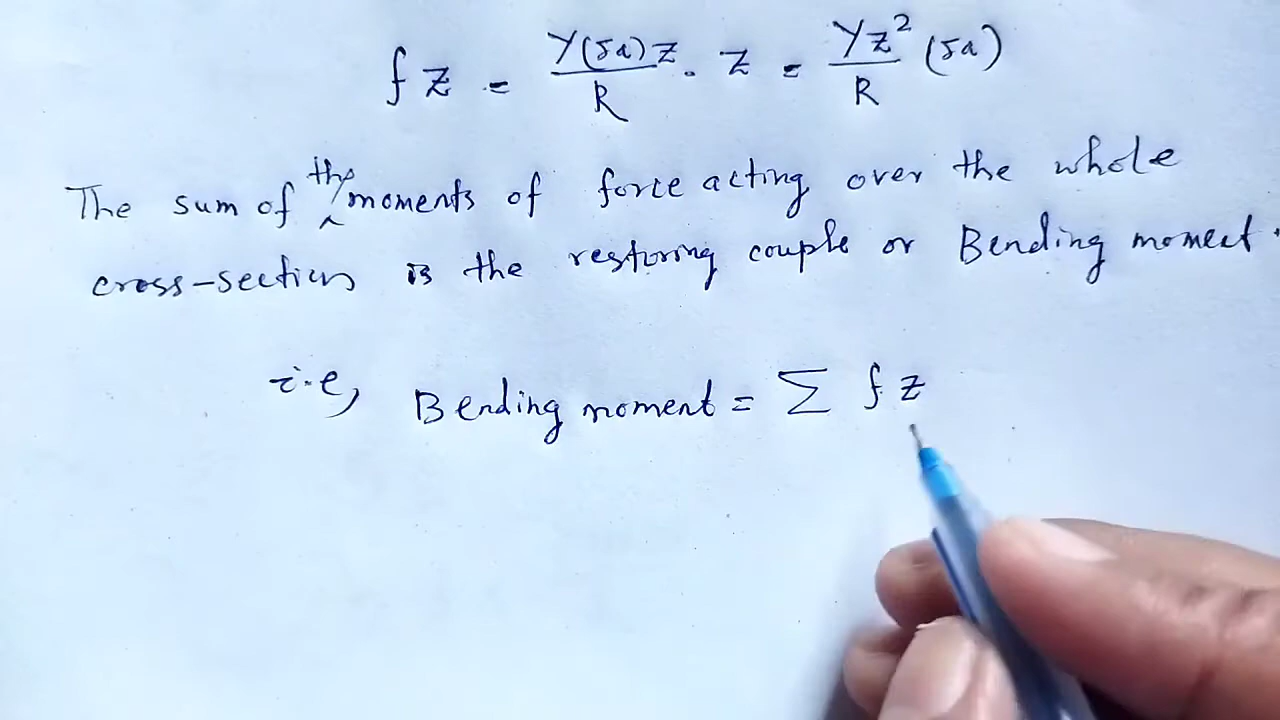 f z = Y(δa)z/R . z = Yz²/R (δa)
The sum of the moments of force acting over the whole
cross-section is the restoring couple or Bending moment.
i.e, Bending moment = Σ f z